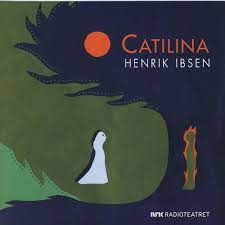 CATILINA
HENRIK IBSEN
NRK RADIOTEATRET